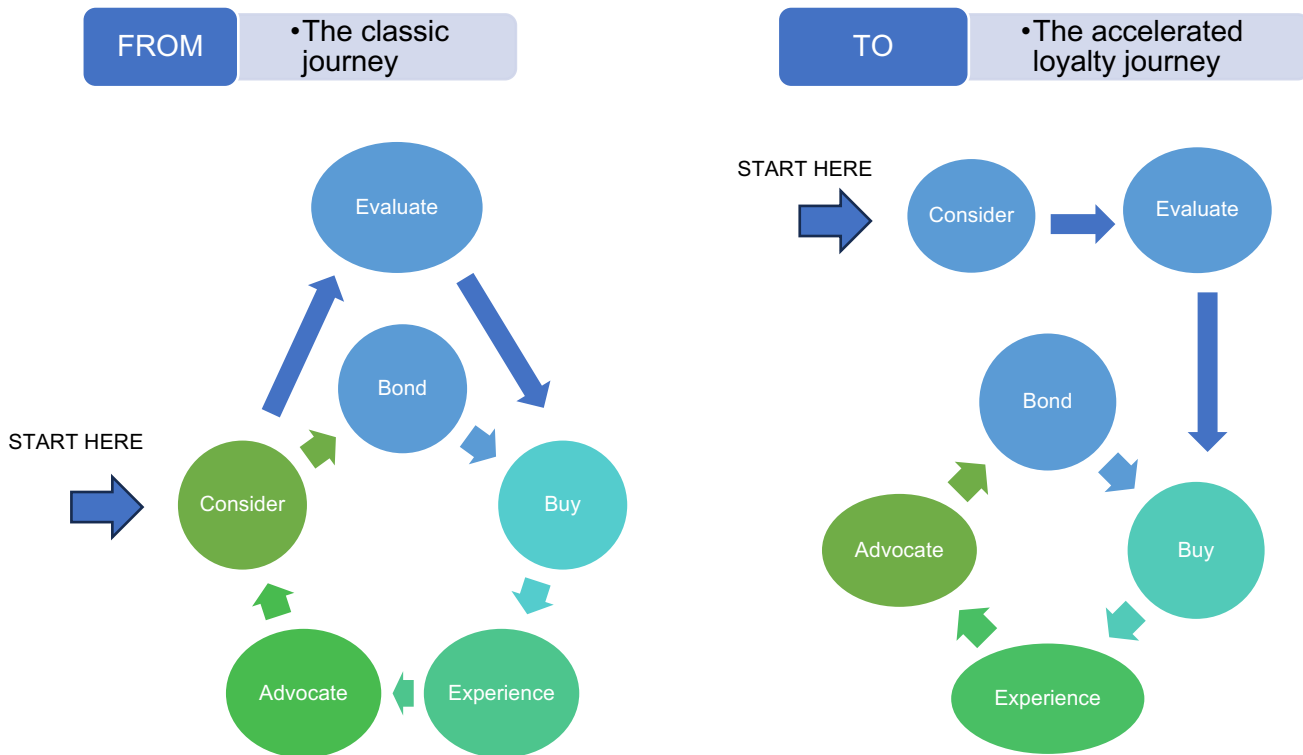 FROM
•The classic
journey
START HERE
Evaluate
Bond
Consider
Buy
Advocate
Experience
TO
•The accelerated
loyalty journey
START HERE
Consider
Evaluate
Bond
Advocate
Buy
Experience